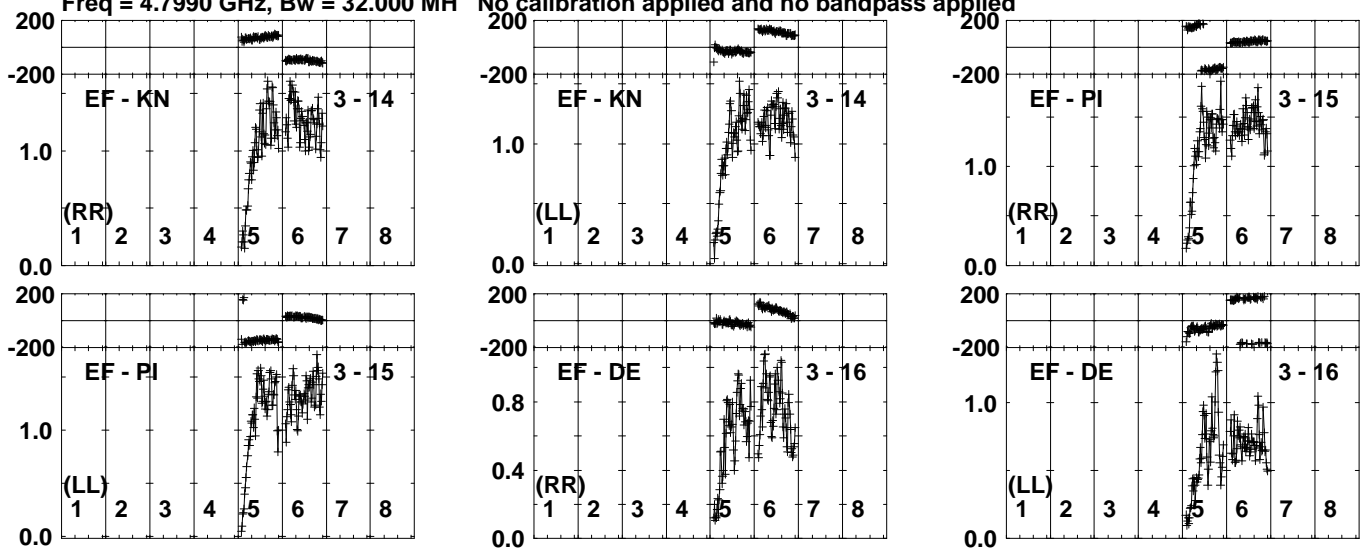 Freq = 4.7990 GHz, Bw = 32.000 MH No calibration applied and no bandpass applied
200
-200
EF - KN
3 - 14
1.0
(RR)
1 2 3 4 5 6 7 8
0.0
200
-200
EF - KN
3 - 14
1.0
(LL)
1 2 3 4 5 6 7 8
0.0
200
-200
EF - PI
3 - 15
1.0
(RR)
1 2 3 4 5 6 7 8
0.0
200
-200
EF - PI
3 - 15
1.0
(LL)
1 2 3 4 5 6 7 8
0.0
200
-200
EF - DE
3 - 16
0.8
0.4
(RR)
1 2 3 4 5 6 7 8
0.0
200
-200
EF - DE
3 - 16
1.0
(LL)
1 2 3 4 5 6 7 8
0.0